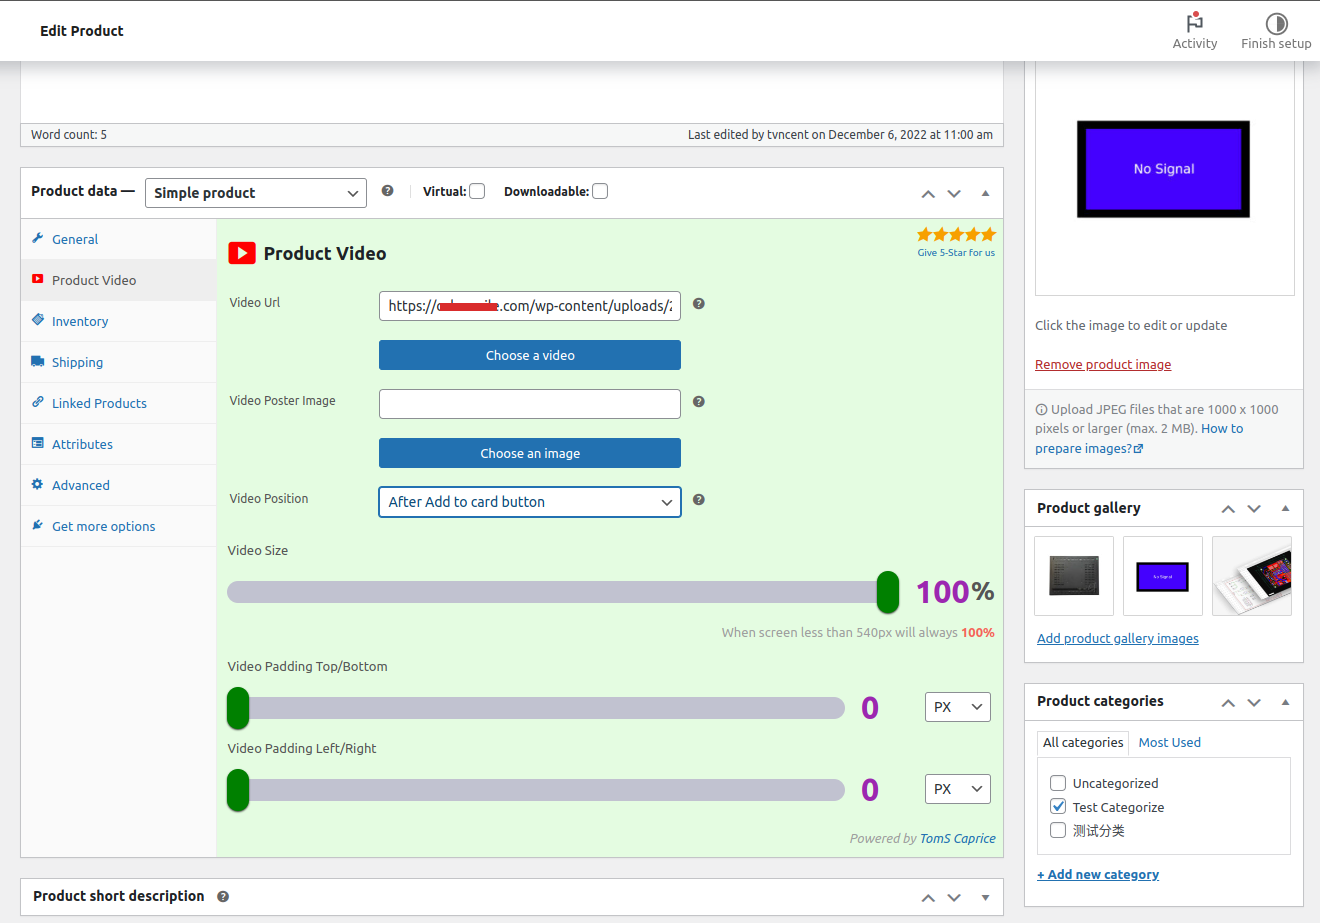 Edit Product
Activity
Finish setup
Word count: 5
Last edited by tvncent on December 6, 2022 at 11:00 am
Product data —
Simple product
Virtual:
Downloadable:
General
Product Video
Inventory
Shipping
Linked Products
Attributes
Advanced
Get more options
Product Video
Give 5-Star for us
Video Url
https://
.com/wp-content/uploads/
Choose a video
Video Poster Image
Choose an image
Video Position
After Add to card button
Video Size
100%
When screen less than 540px will always 100%
Video Padding Top/Bottom
0
PX
Video Padding Left/Right
0
PX
Powered by TomS Caprice
Product short description
No Signal
Click the image to edit or update
Remove product image
Upload JPEG files that are 1000 x 1000
pixels or larger (max. 2 MB). How to
prepare images?
Product gallery
No Signal
Add product gallery images
Product categories
All categories
Most Used
Uncategorized
Test Categorize
测试分类
+ Add new category